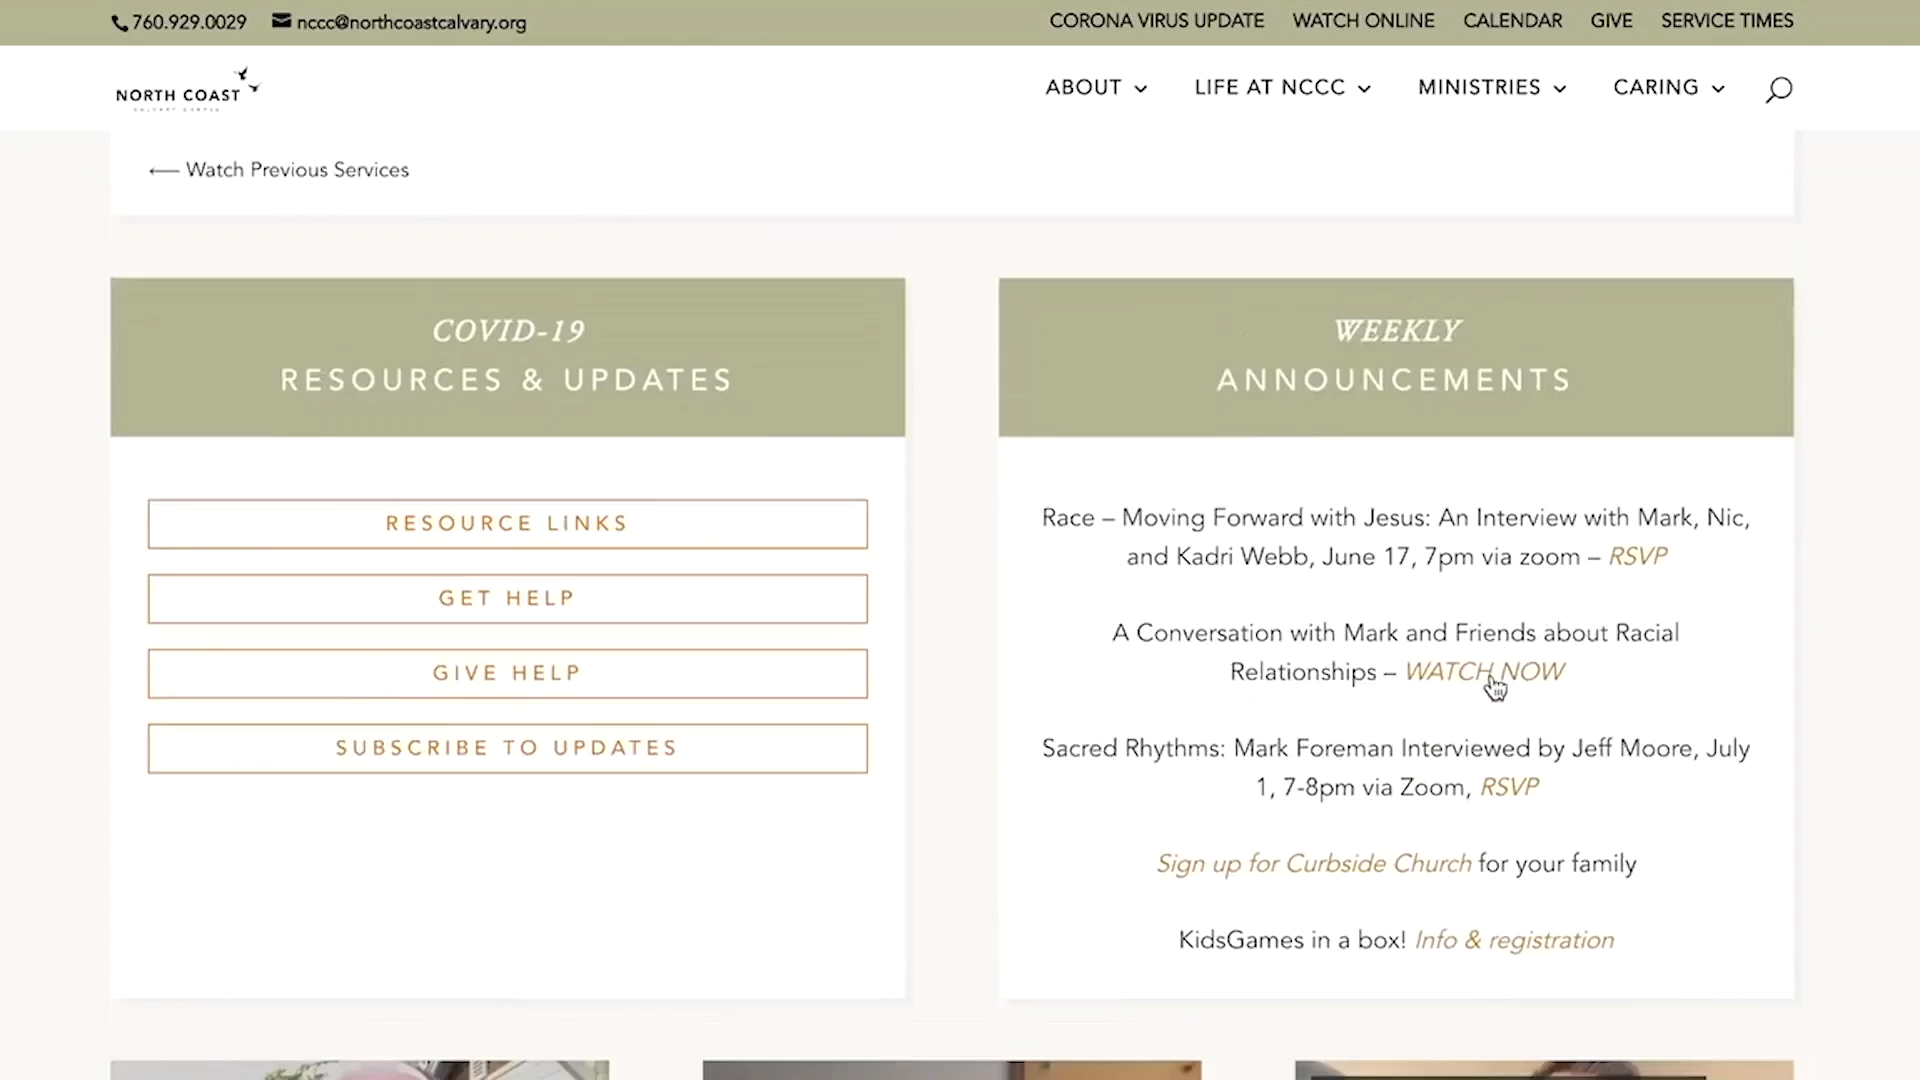 760.929.0029 nccc@northcoastcalvary.org CORONA VIRUS UPDATE WATCH ONLINE CALENDAR GIVE SERVICE TIMES
NORTH COAST ABOUT LIFE AT NCCC MINISTRIES CARING
⟵ Watch Previous Services
COVID-19
RESOURCES & UPDATES
RESOURCE LINKS
GET HELP
GIVE HELP
SUBSCRIBE TO UPDATES
WEEKLY
ANNOUNCEMENTS
Race – Moving Forward with Jesus: An Interview with Mark, Nic,
and Kadri Webb, June 17, 7pm via zoom – RSVP
A Conversation with Mark and Friends about Racial
Relationships – WATCH NOW
Sacred Rhythms: Mark Foreman Interviewed by Jeff Moore, July
1, 7-8pm via Zoom, RSVP
Sign up for Curbside Church for your family
KidsGames in a box! Info & registration